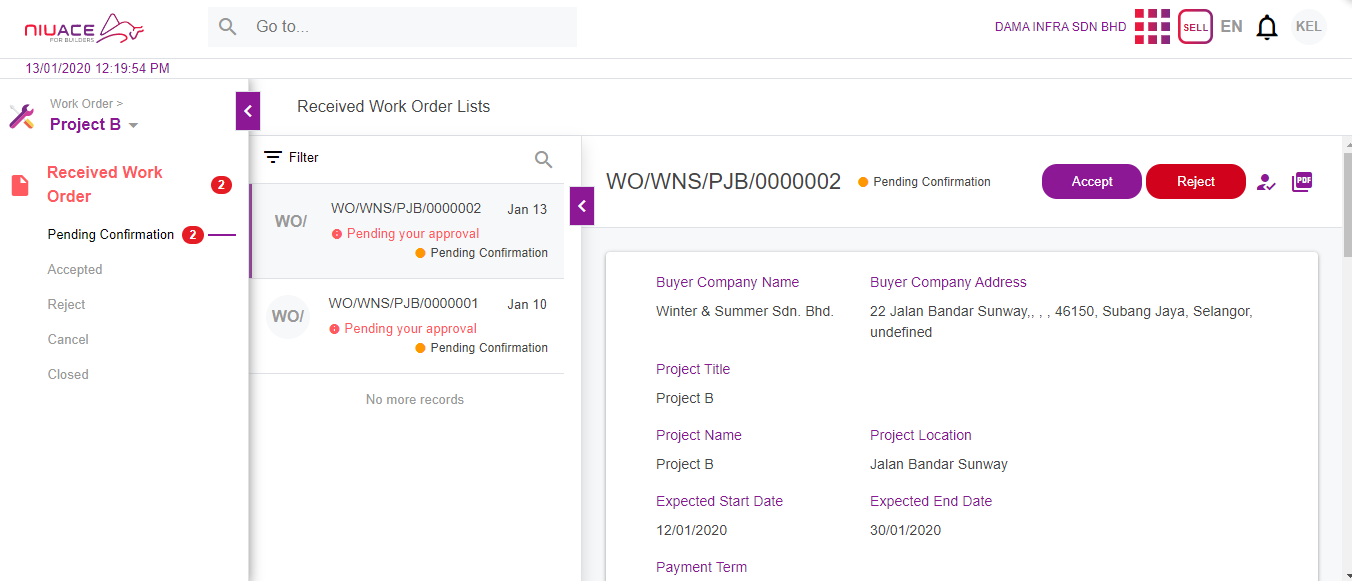 NIUACE
FOR BUILDERS
Go to...
DAMA INFRA SDN BHD
SELL
EN
KEL
13/01/2020 12:19:54 PM
Work Order >
Project B
Received Work
Order
2
Pending Confirmation
2
Accepted
Reject
Cancel
Closed
Received Work Order Lists
Filter
WO/
WO/WNS/PJB/0000002
Jan 13
Pending your approval
Pending Confirmation
WO/
WO/WNS/PJB/0000001
Jan 10
Pending your approval
Pending Confirmation
No more records
WO/WNS/PJB/0000002
Pending Confirmation
Accept
Reject
PDF
Buyer Company Name
Buyer Company Address
Winter & Summer Sdn. Bhd.
22 Jalan Bandar Sunway,, , , 46150, Subang Jaya, Selangor,
undefined
Project Title
Project B
Project Name
Project Location
Project B
Jalan Bandar Sunway
Expected Start Date
Expected End Date
12/01/2020
30/01/2020
Payment Term